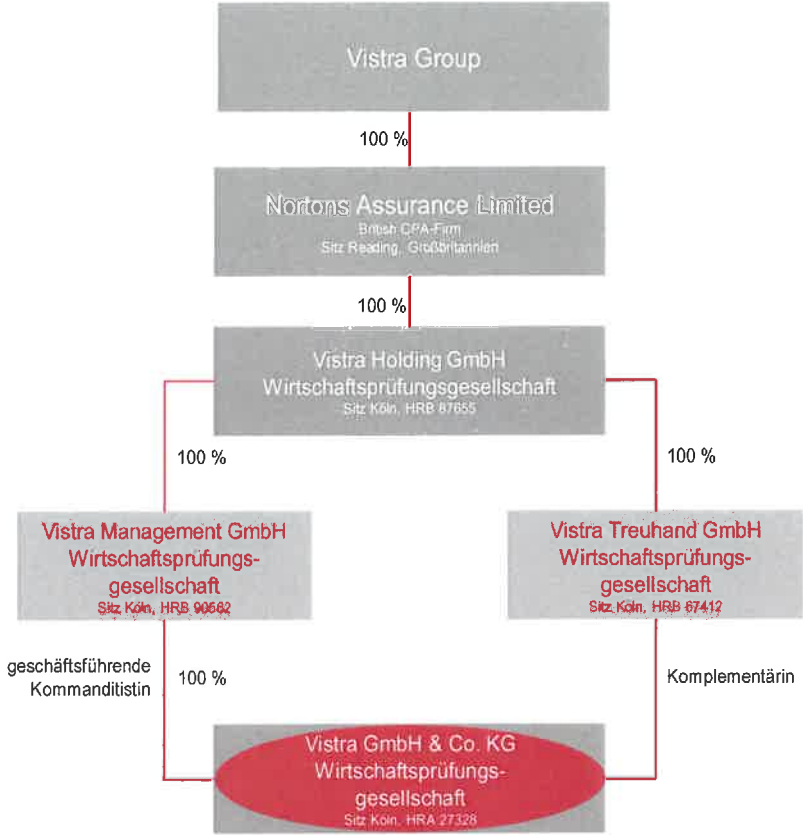 Vistra Group
100 %
Nortons Assurance Limited
British CPA-Firm
Sitz Reading, Großbritannien
100 %
Vistra Holding GmbH
Wirtschaftsprüfungsgesellschaft
Sitz Köln, HRB 87655
100 %
100 %
Vistra Management GmbH
Wirtschaftsprüfungs-
gesellschaft
Sitz Köln, HRB 90582
Vistra Treuhand GmbH
Wirtschaftsprüfungs-
gesellschaft
Sitz Köln, HRB 67412
geschäftsführende
Kommanditistin
100 %
Komplementärin
Vistra GmbH & Co. KG
Wirtschaftsprüfungs-
gesellschaft
Sitz Köln, HRA 27328